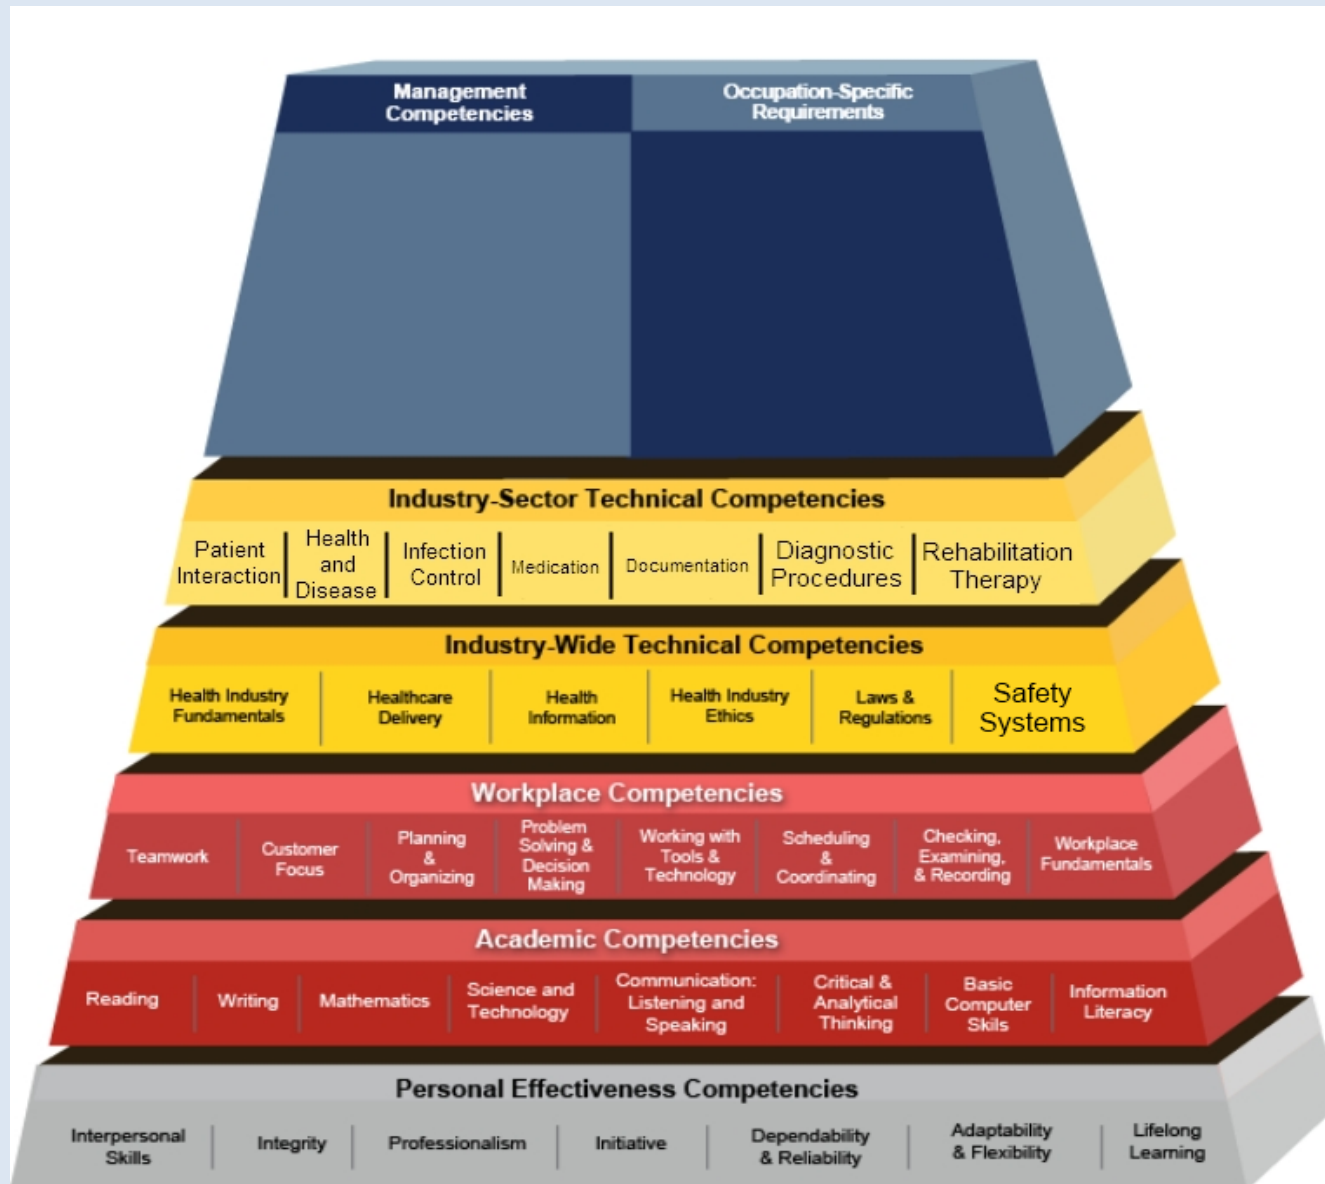 Management
Competencies
Occupation-Specific
Requirements
Industry-Sector Technical Competencies
Patient
Interaction
Health
and
Disease
Infection
Control
Medication
Documentation
Diagnostic
Procedures
Rehabilitation
Therapy
Industry-Wide Technical Competencies
Health Industry
Fundamentals
Healthcare
Delivery
Health
Information
Health Industry
Ethics
Laws &
Regulations
Safety
Systems
Workplace Competencies
Teamwork
Customer
Focus
Planning
&
Organizing
Problem
Solving &
Decision
Making
Working with
Tools &
Technology
Scheduling
&
Coordinating
Checking,
Examining,
& Recording
Workplace
Fundamentals
Academic Competencies
Reading
Writing
Mathematics
Science and
Technology
Communication:
Listening and
Speaking
Critical &
Analytical
Thinking
Basic
Computer
Skils
Information
Literacy
Personal Effectiveness Competencies
Interpersonal
Skills
Integrity
Professionalism
Initiative
Dependability
& Reliability
Adaptability
& Flexibility
Lifelong
Learning